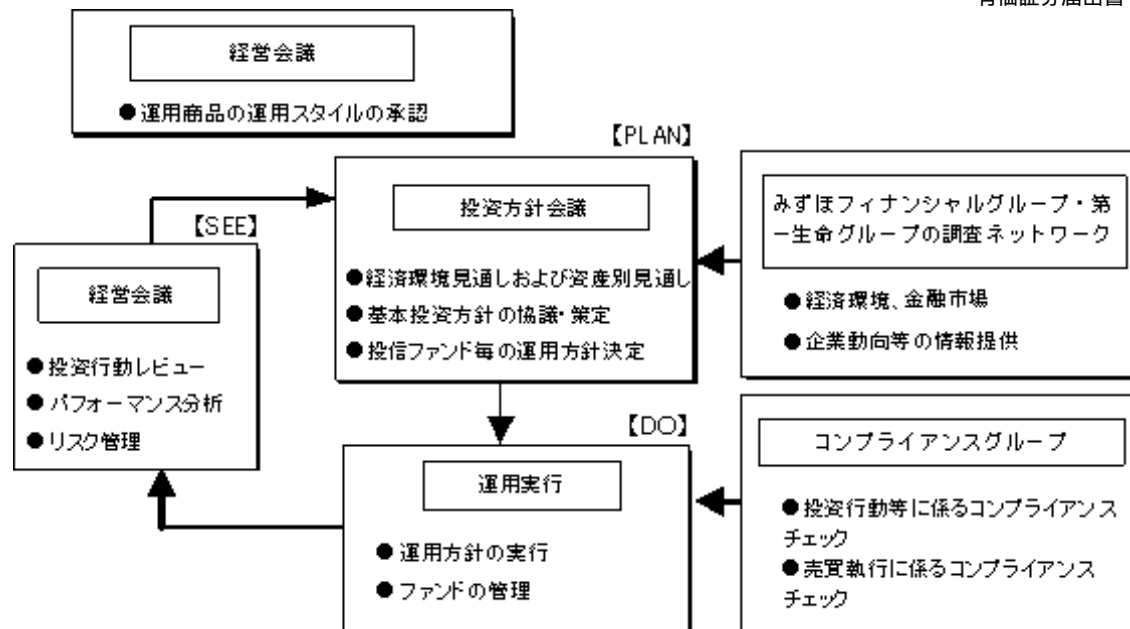 有価証券届出書
経営会議
●運用商品の運用スタイルの承認
【PLAN】
投資方針会議
●経済環境見通しおよび資産別見通し
●基本投資方針の協議・策定
●投信ファンド毎の運用方針決定
みずほフィナンシャルグループ・第
一生命グループの調査ネットワーク
●経済環境、金融市場
●企業動向等の情報提供
【SEE】
経営会議
●投資行動レビュー
●パフォーマンス分析
●リスク管理
【DO】
運用実行
●運用方針の実行
●ファンドの管理
コンプライアンスグループ
●投資行動等に係るコンプライアンス
チェック
●売買執行に係るコンプライアンス
チェック